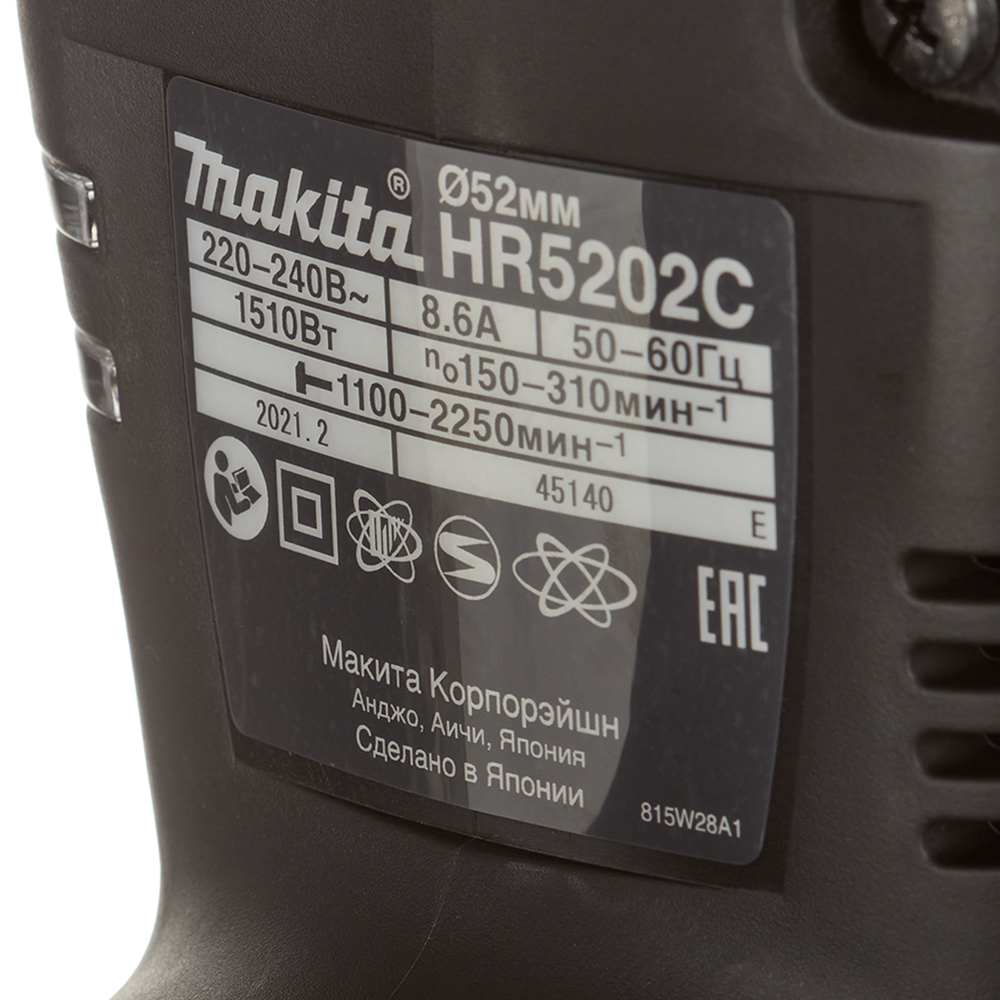 makita®
Ø52мм
HR5202C
220–240В~ 8.6А 50–60Гц
1510Вт n₀150–310мин⁻¹
1100–2250мин⁻¹
2021. 2 45140 E
EAC
Макита Корпорэйшн
Анджо, Аичи, Япония
Сделано в Японии
815W28A1